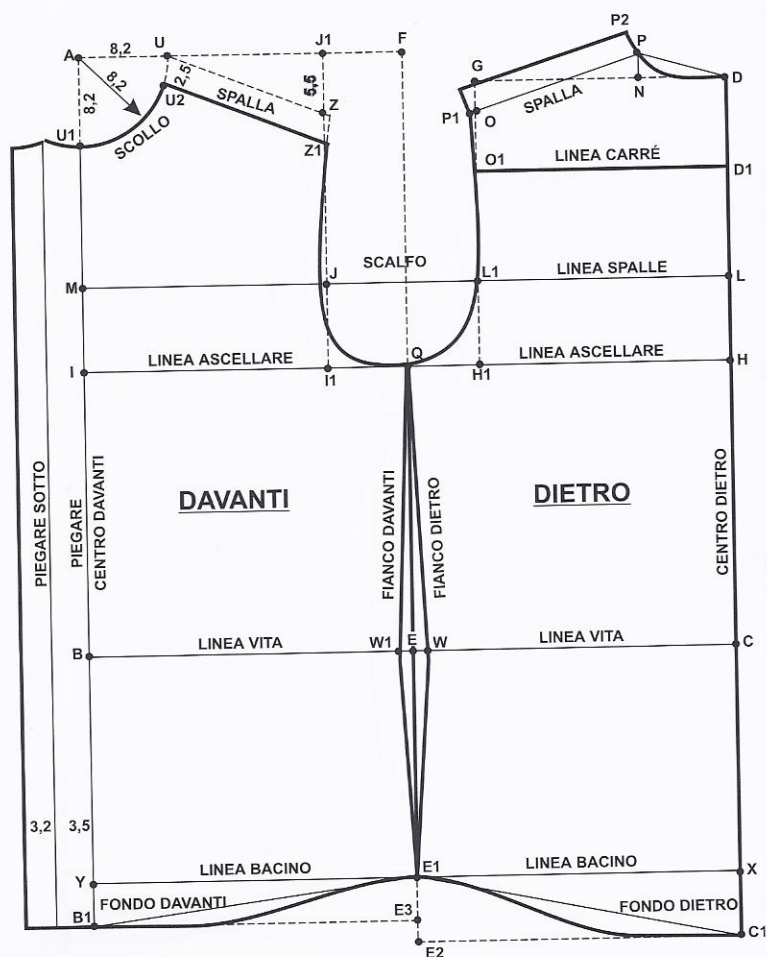 P2
F
A
8,2
U
J1
P
8,2
8,2
2,5
5,5
G
N
D
U2
SPALLA
Z
P1
O
SPALLA
U1
SCOLLO
Z1
O1
LINEA CARRÉ
D1
SCALFO
M
J
L1
LINEA SPALLE
L
I
LINEA ASCELLARE
I1
Q
H1
LINEA ASCELLARE
H
PIEGARE SOTTO
PIEGARE
CENTRO DAVANTI
DAVANTI
FIANCO DAVANTI
FIANCO DIETRO
DIETRO
CENTRO DIETRO
B
LINEA VITA
W1
E
W
LINEA VITA
C
3,2
3,5
Y
LINEA BACINO
E1
LINEA BACINO
X
B1
FONDO DAVANTI
E3
FONDO DIETRO
C1
E2